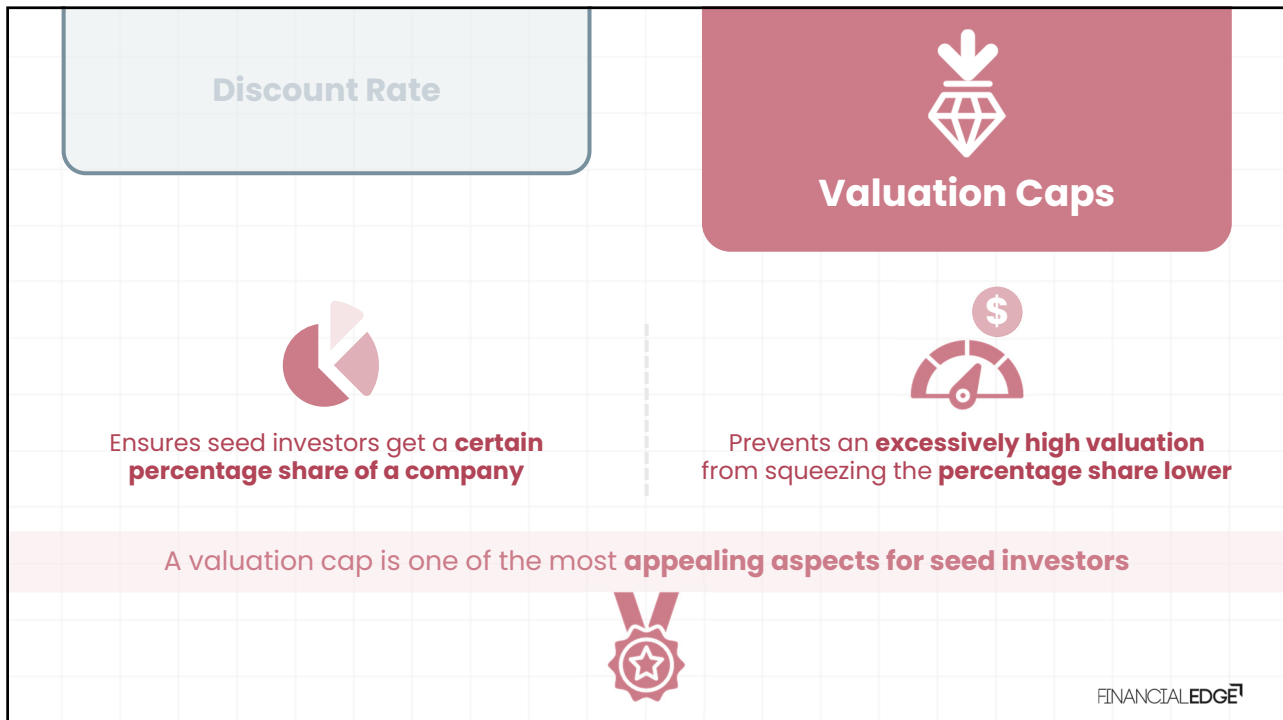 Discount Rate
Valuation Caps
$
Ensures seed investors get a certain
percentage share of a company
Prevents an excessively high valuation
from squeezing the percentage share lower
A valuation cap is one of the most appealing aspects for seed investors
FINANCIALEDGE